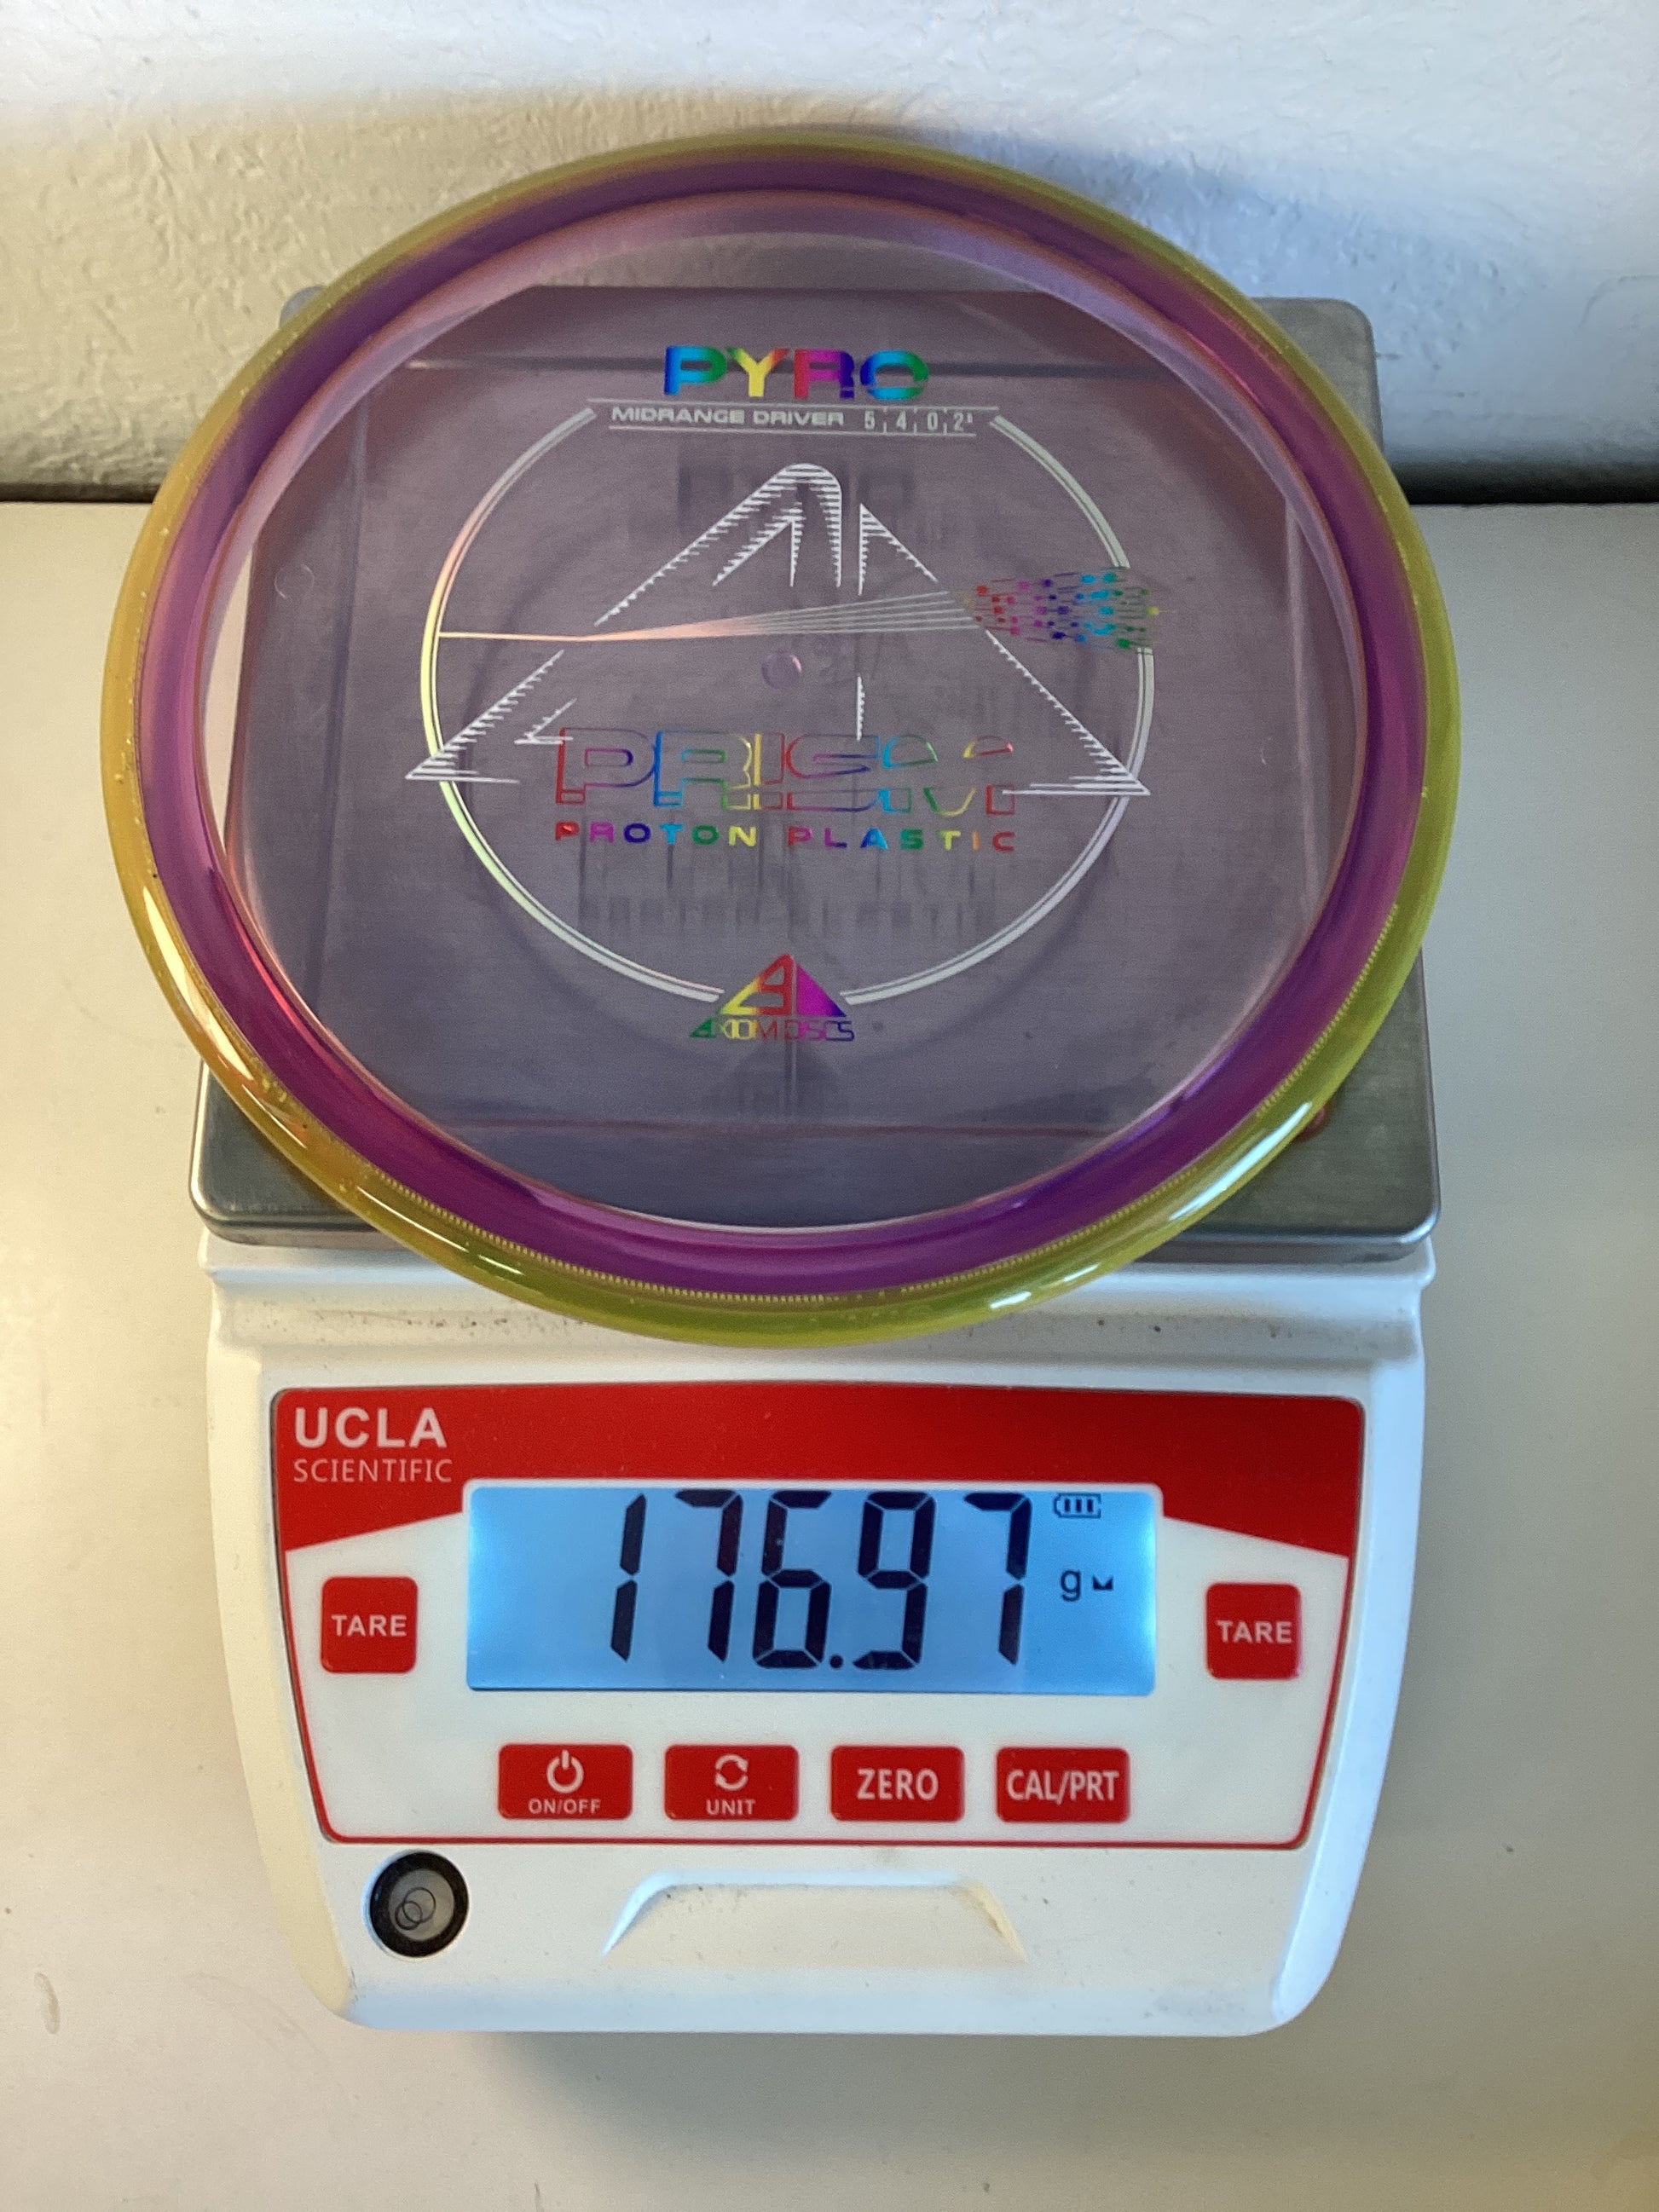 PYRO
MIDRANGE DRIVER 5 4 0 2.5
PRISM
PROTON PLASTIC
AXIOM DISCS
UCLA
SCIENTIFIC
176.97 g
TARE
TARE
ON/OFF
UNIT
ZERO
CAL/PRT